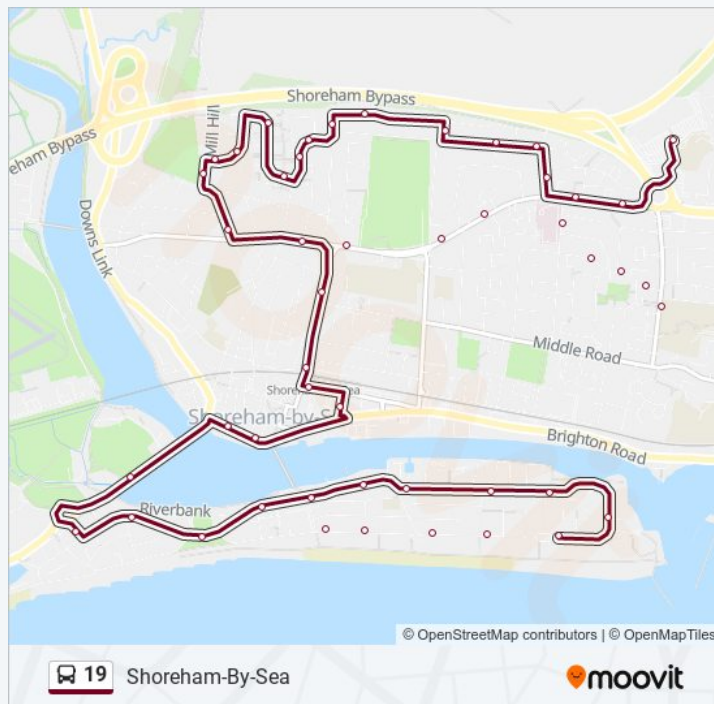 Shoreham Bypass
Mill Hill
reham Bypass
Downs Link
Middle Road
Shoreham-by-Sea
Brighton Road
Riverbank
© OpenStreetMap contributors | © OpenMapTiles
19 Shoreham-By-Sea
moovit